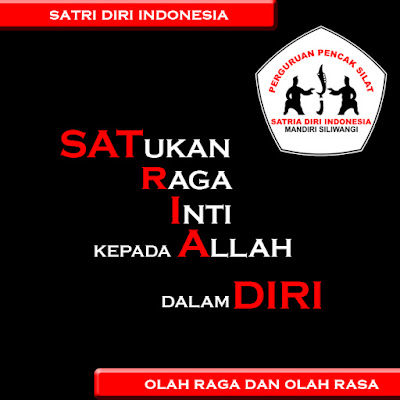 SATRI DIRI INDONESIA
PERGURUAN PENCAK SILAT
SATRIA DIRI INDONESIA
MANDIRI SILIWANGI
SATUKAN
RAGA
INTI
KEPADA ALLAH
DALAM DIRI
OLAH RAGA DAN OLAH RASA